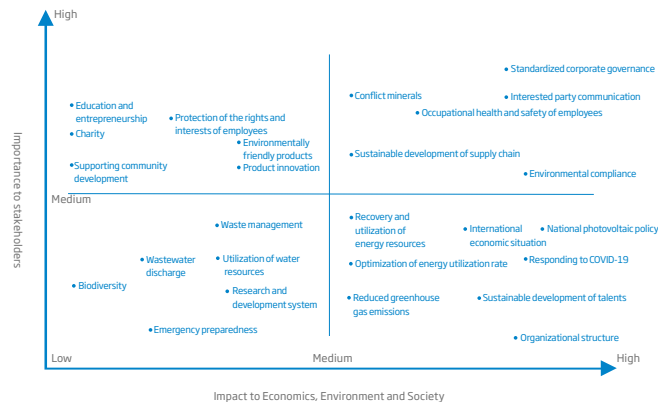 High
Standardized corporate governance
Conflict minerals
Interested party communication
Education and
entrepreneurship
Protection of the rights and
interests of employees
Occupational health and safety of employees
Charity
Environmentally
friendly products
Sustainable development of supply chain
Supporting community
development
Product innovation
Environmental compliance
Importance to stakeholders
Medium
Recovery and
utilization of
energy resources
International
economic situation
National photovoltaic policy
Waste management
Wastewater
discharge
Utilization of water
resources
Optimization of energy utilization rate
Responding to COVID-19
Biodiversity
Research and
development system
Reduced greenhouse
gas emissions
Sustainable development of talents
Emergency preparedness
Organizational structure
Low
Medium
High
Impact to Economics, Environment and Society